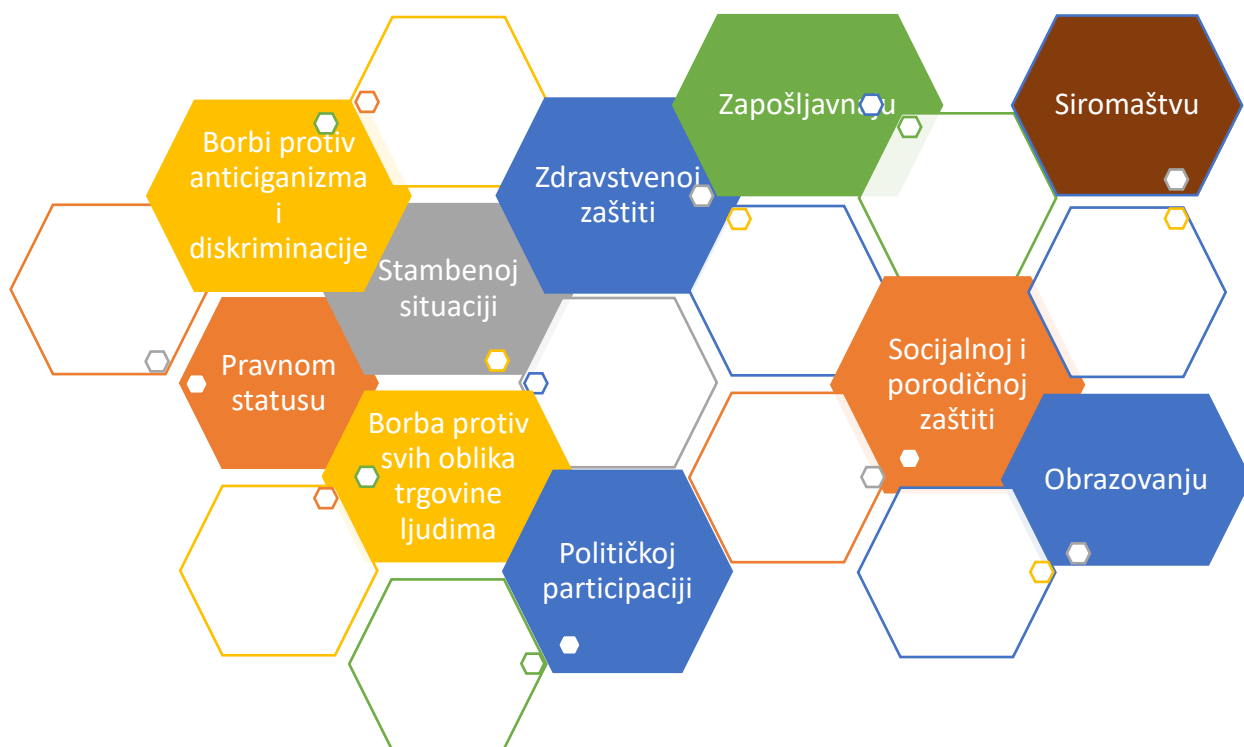 Borbi protiv
anticiganizma
i
diskriminacije
Stambenoj
situaciji
Zdravstvenoj
zaštiti
Zapošljavnaju
Siromaštvu
Pravnom
statusu
Borba protiv
svih oblika
trgovine
ljudima
Političkoj
participaciji
Socijalnoj i
porodičnoj
zaštiti
Obrazovanju